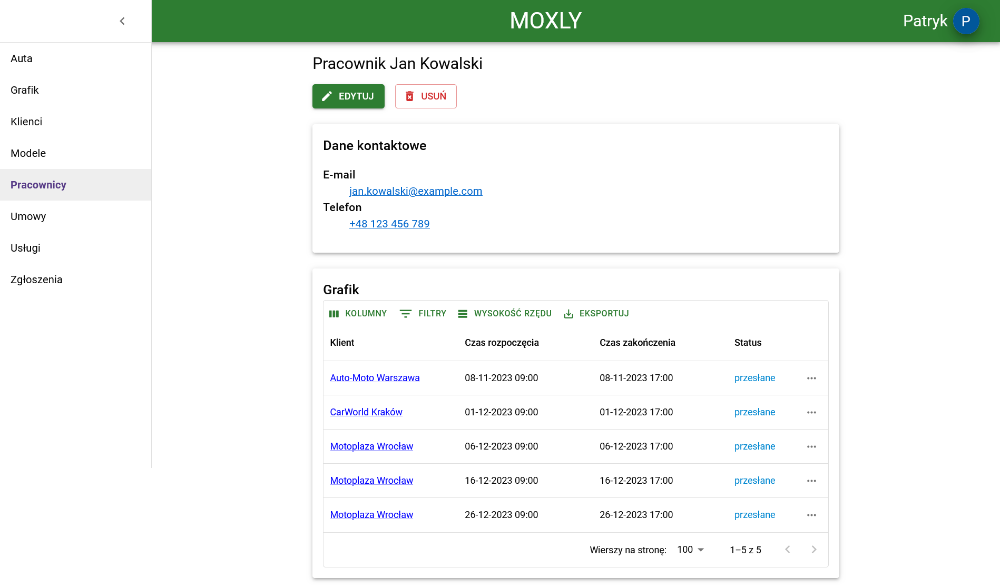 MOXLY
Patryk P
Auta
Grafik
Klienci
Modele
Pracownicy
Umowy
Usługi
Zgłoszenia
Pracownik Jan Kowalski
EDYTUJ USUŃ
Dane kontaktowe
E-mail
jan.kowalski@example.com
Telefon
+48 123 456 789
Grafik
KOLUMNY FILTRY WYSOKOŚĆ RZĘDU EKSPORTUJ
Klient Czas rozpoczęcia Czas zakończenia Status
Auto-Moto Warszawa 08-11-2023 09:00 08-11-2023 17:00 przesłane
CarWorld Kraków 01-12-2023 09:00 01-12-2023 17:00 przesłane
Motoplaza Wrocław 06-12-2023 09:00 06-12-2023 17:00 przesłane
Motoplaza Wrocław 16-12-2023 09:00 16-12-2023 17:00 przesłane
Motoplaza Wrocław 26-12-2023 09:00 26-12-2023 17:00 przesłane
Wierszy na stronę: 100 1–5 z 5